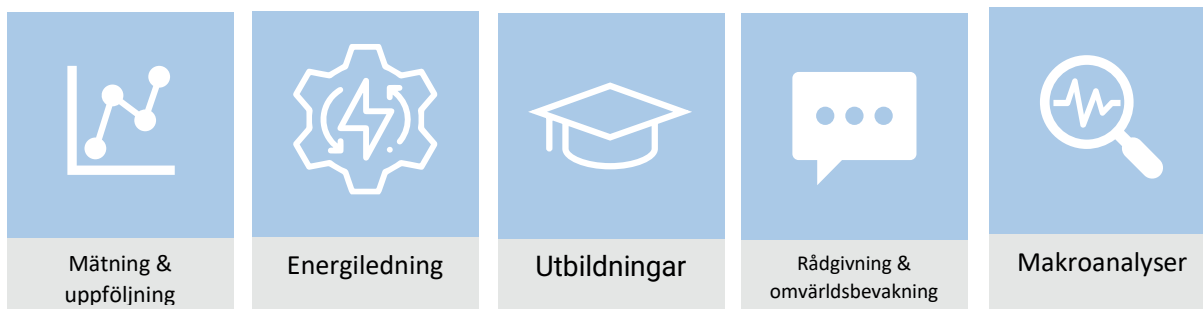 Mätning &
uppföljning
Energiledning
Utbildningar
Rådgivning &
omvärldsbevakning
Makroanalyser